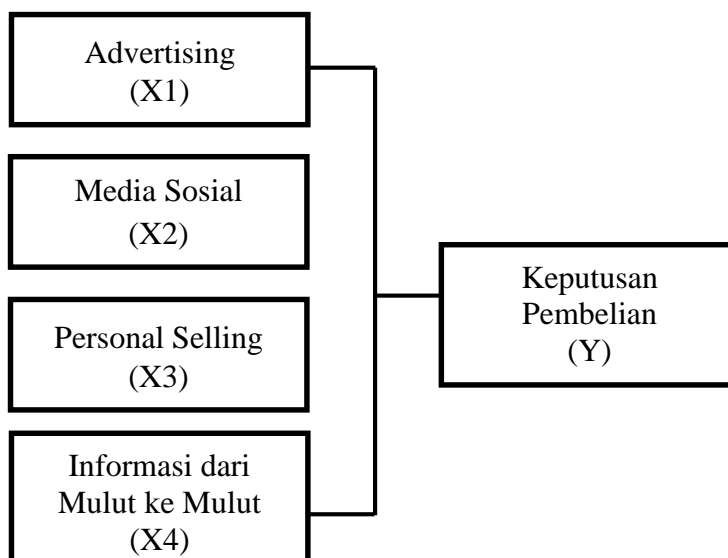 Advertising
(X1)
Media Sosial
(X2)
Personal Selling
(X3)
Informasi dari
Mulut ke Mulut
(X4)
Keputusan
Pembelian
(Y)